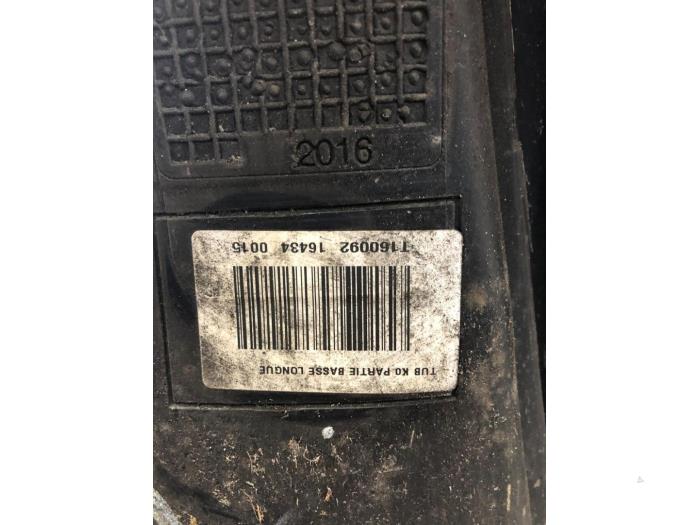 2016
TUB K0 PARTIE BASSE LONGUE
T160092 16434 0015